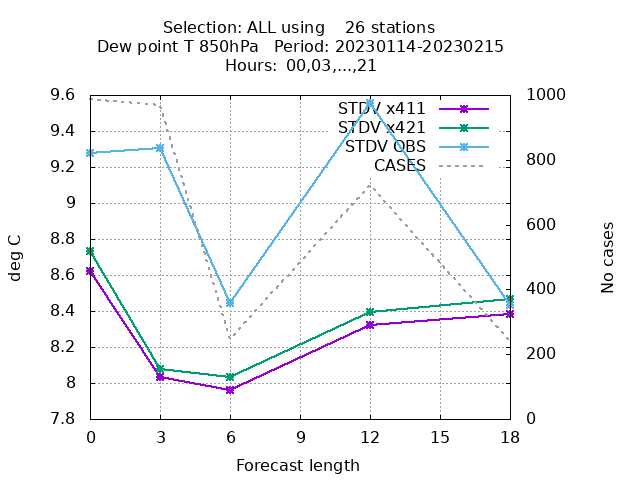 Selection: ALL using    26 stations
Dew point T 850hPa   Period: 20230114-20230215
Hours: 00,03,...,21
STDV x411
STDV x421
STDV OBS
CASES
9.6
9.4
9.2
9
8.8
8.6
8.4
8.2
8
7.8
1000
800
600
400
200
0
deg C
No cases
0 3 6 9 12 15 18
Forecast length